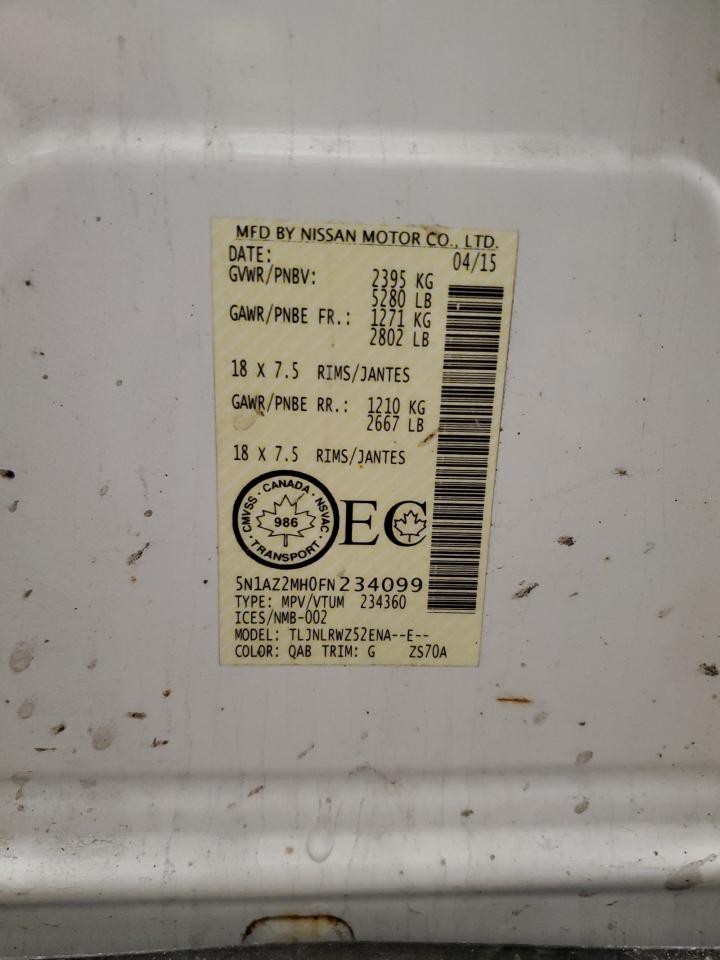 MFD BY NISSAN MOTOR CO., LTD.
DATE: 04/15
GVWR/PNBV: 2395 KG
5280 LB
GAWR/PNBE FR.: 1271 KG
2802 LB
18 X 7.5 RIMS/JANTES
GAWR/PNBE RR.: 1210 KG
2667 LB
18 X 7.5 RIMS/JANTES
CMVSS · CANADA · NSVAC · TRANSPORT ·
986
EC
5N1AZ2MH0FN234099
TYPE: MPV/VTUM 234360
ICES/NMB-002
MODEL: TLJNLRWZ52ENA--E--
COLOR: QAB TRIM: G ZS70A